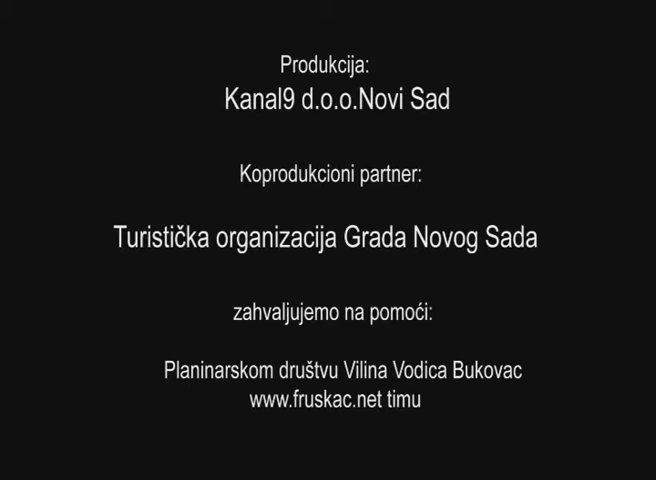 Produkcija:
Kanal9 d.o.o.Novi Sad
Koprodukcioni partner:
Turistička organizacija Grada Novog Sada
zahvaljujemo na pomoći:
Planinarskom društvu Vilina Vodica Bukovac
www.fruskac.net timu